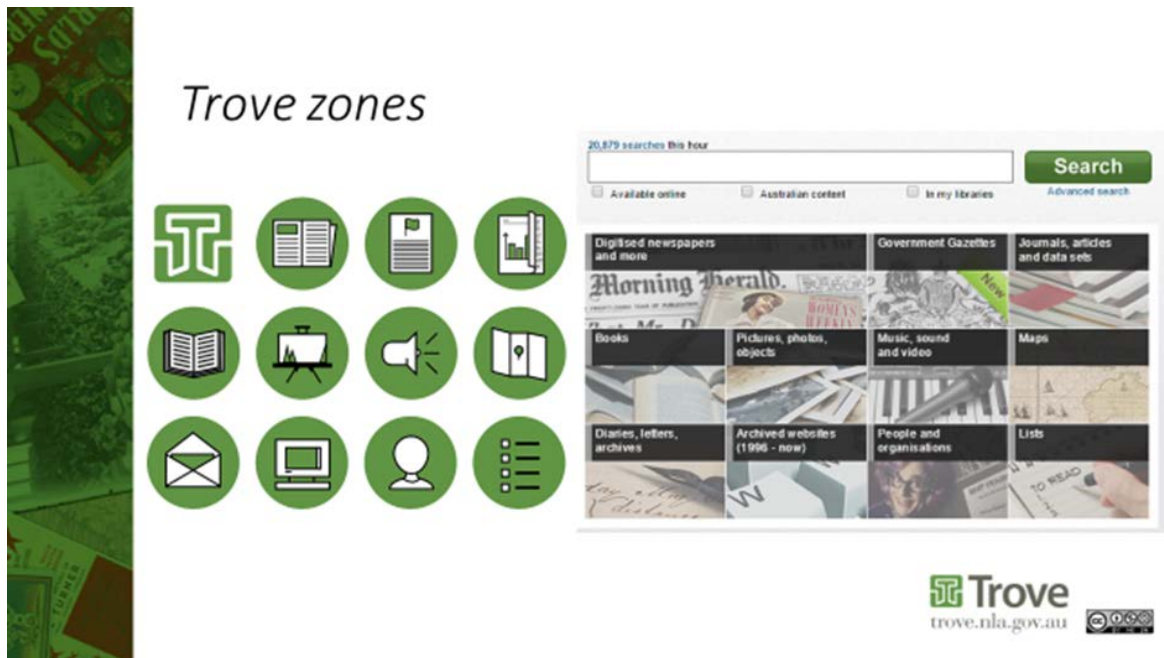 Trove zones
20,879 searches this hour
Search
Available online
Australian content
In my libraries
Advanced search
Digitised newspapers
and more
Government Gazettes
Journals, articles
and data sets
Morning Herald.
WOMEN'S
WEEKLY
New
Books
Pictures, photos,
objects
Music, sound
and video
Maps
Diaries, letters,
archives
Archived websites
(1996 - now)
People and
organisations
Lists
W
TO READ
TURNER
Trove
trove.nla.gov.au